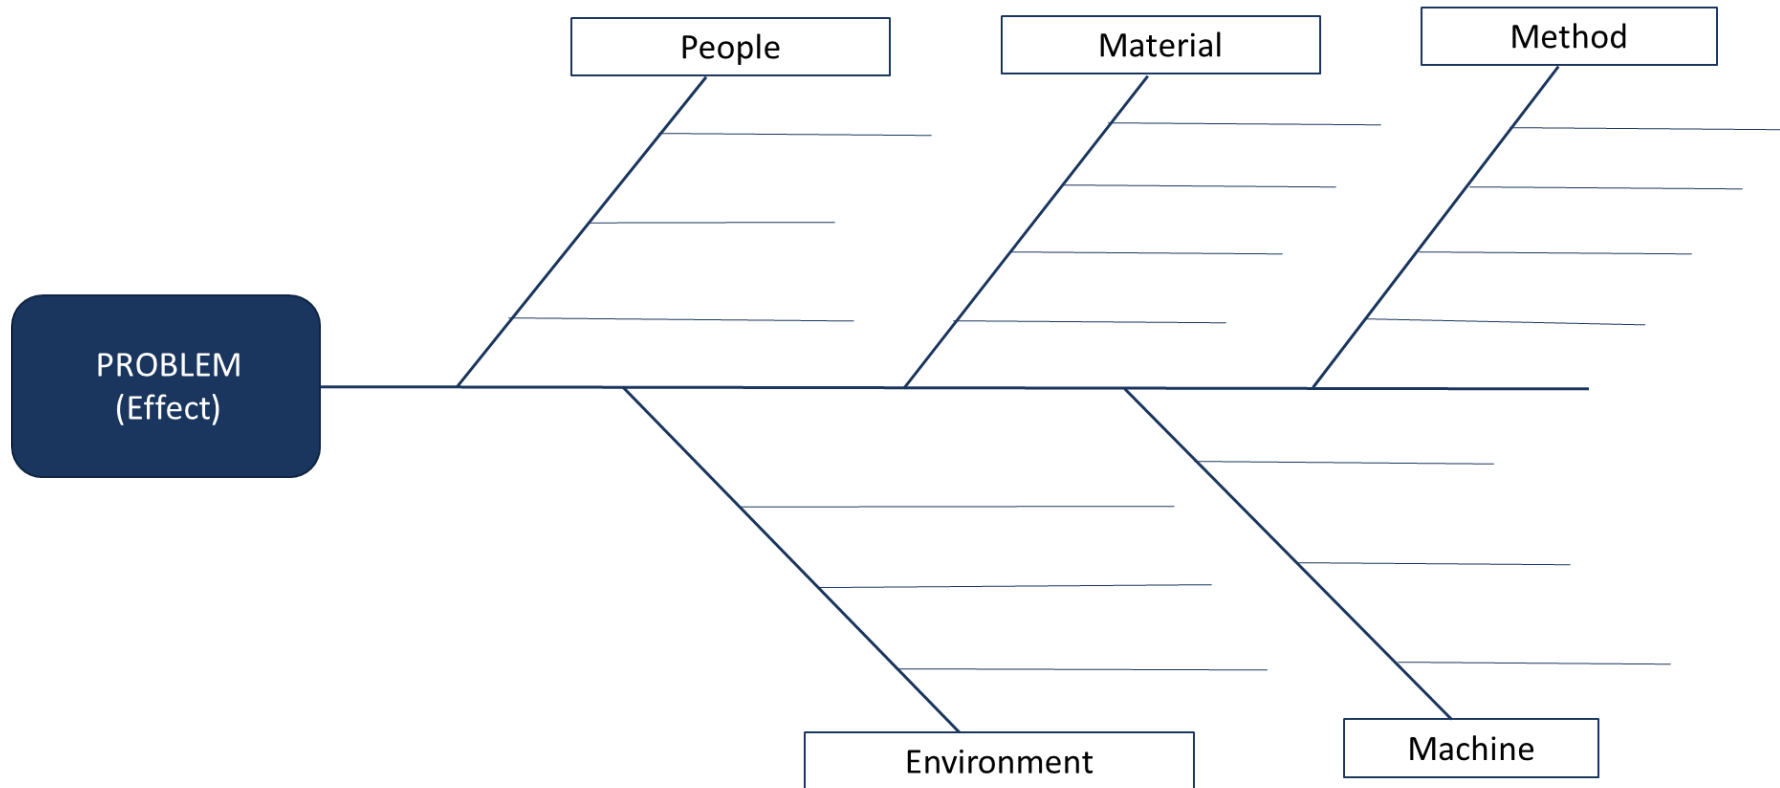 People
Material
Method
PROBLEM
(Effect)
Environment
Machine